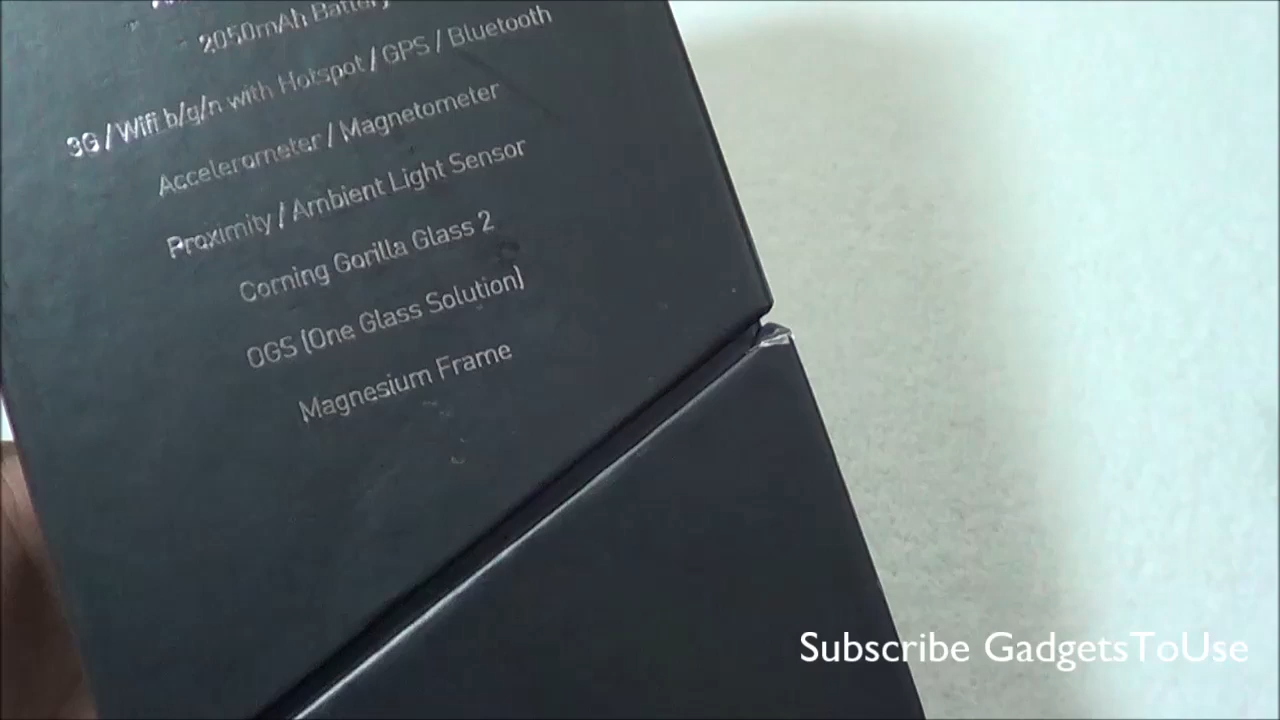 2050mAh Battery
3G / Wifi b/g/n with Hotspot / GPS / Bluetooth
Accelerometer / Magnetometer
Proximity / Ambient Light Sensor
Corning Gorilla Glass 2
OGS (One Glass Solution)
Magnesium Frame
Subscribe GadgetsToUse